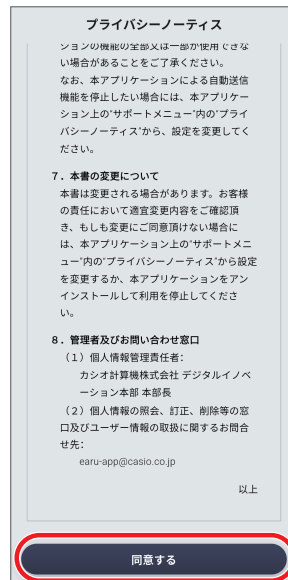 プライバシーノーティス
ションの機能の全部又は一部が使用できな
い場合があることをご了承ください。
なお、本アプリケーションによる自動送信
機能を停止したい場合には、本アプリケー
ション上の"サポートメニュー"内の"プライ
バシーノーティス"から、設定を変更してく
ださい。
7．本書の変更について
本書は変更される場合があります。お客様
の責任において適宜変更内容をご確認頂
き、もしも変更にご同意頂けない場合に
は、本アプリケーション上の"サポートメニ
ュー"内の"プライバシーノーティス"から設定
を変更するか、本アプリケーションをアン
インストールして利用を停止してくださ
い。
8．管理者及びお問い合わせ窓口
（1）個人情報管理責任者：
カシオ計算機株式会社 デジタルイノベ
ーション本部 本部長
（2）個人情報の照会、訂正、削除等の窓
口及びユーザー情報の取扱に関するお問合
せ先：
earu-app@casio.co.jp
以上
同意する